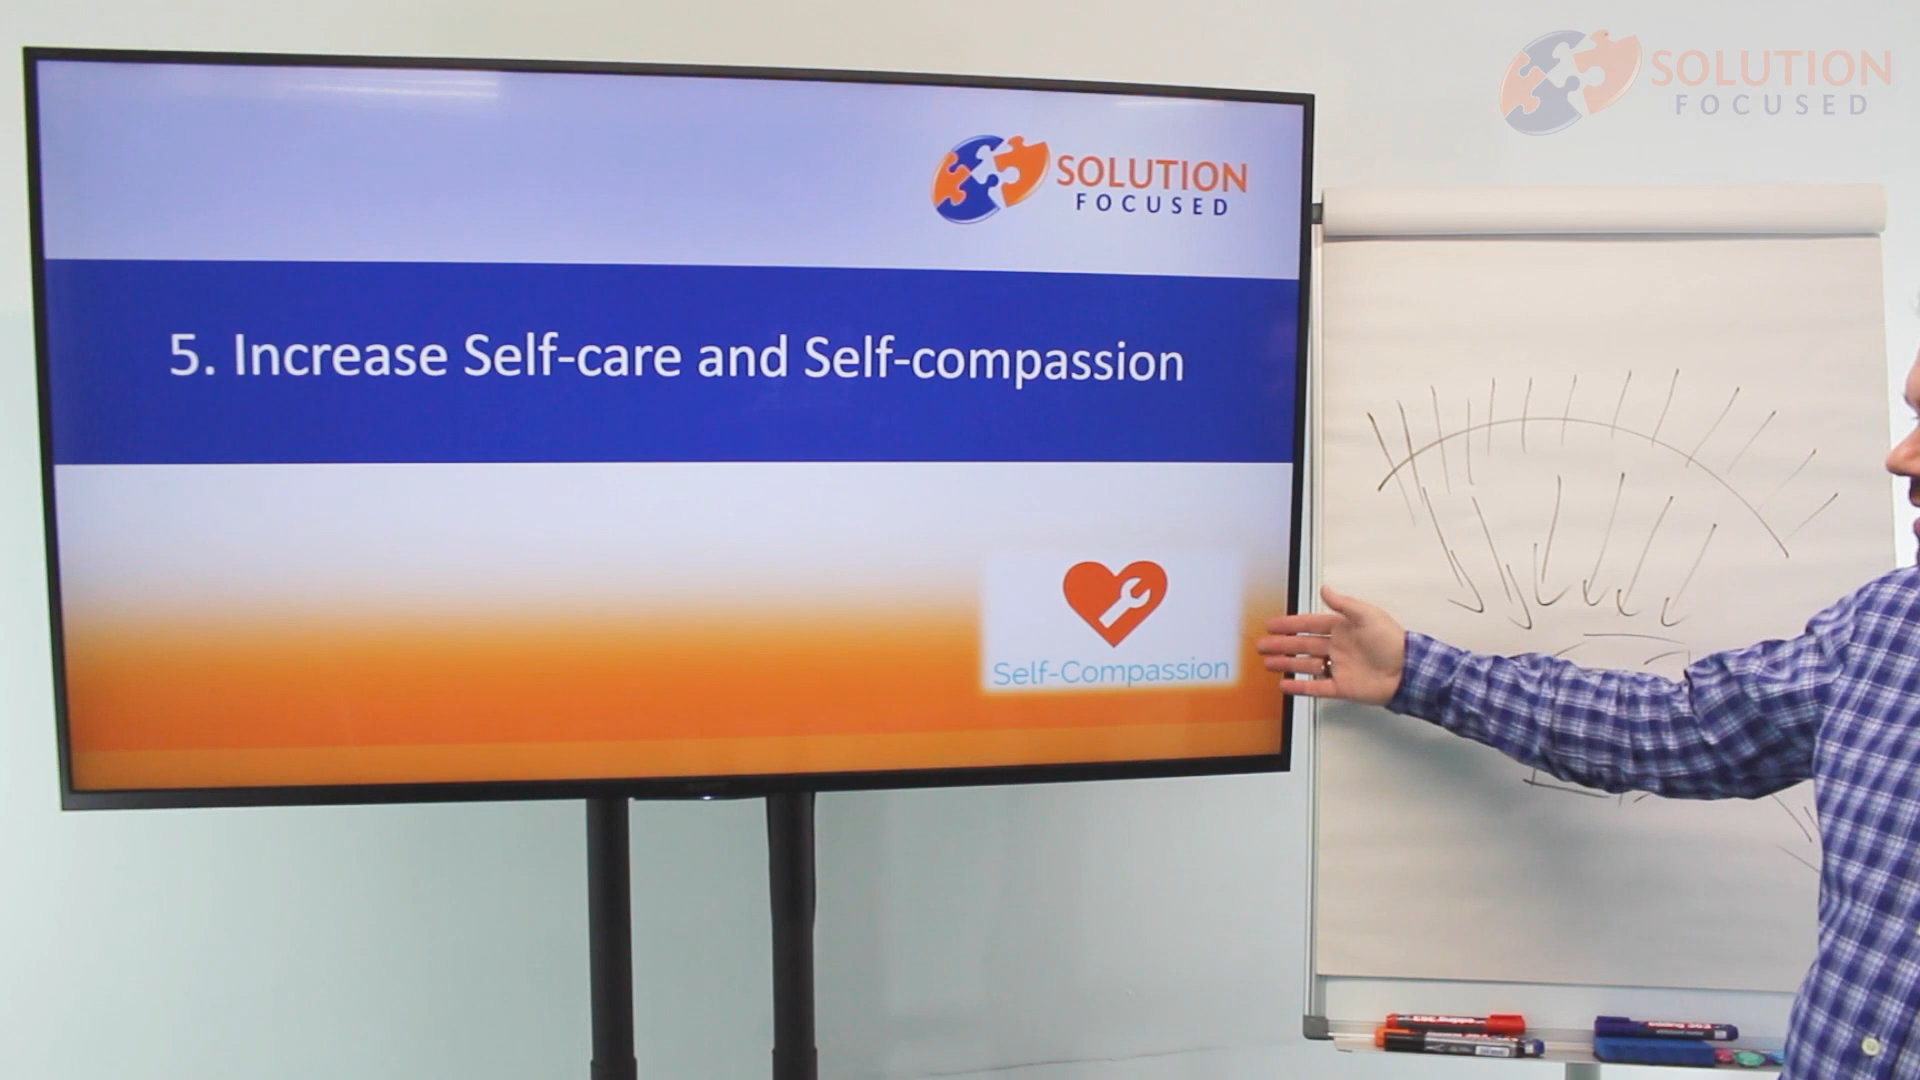 SOLUTION
FOCUSED
SOLUTION
FOCUSED
5. Increase Self-care and Self-compassion
Self-Compassion